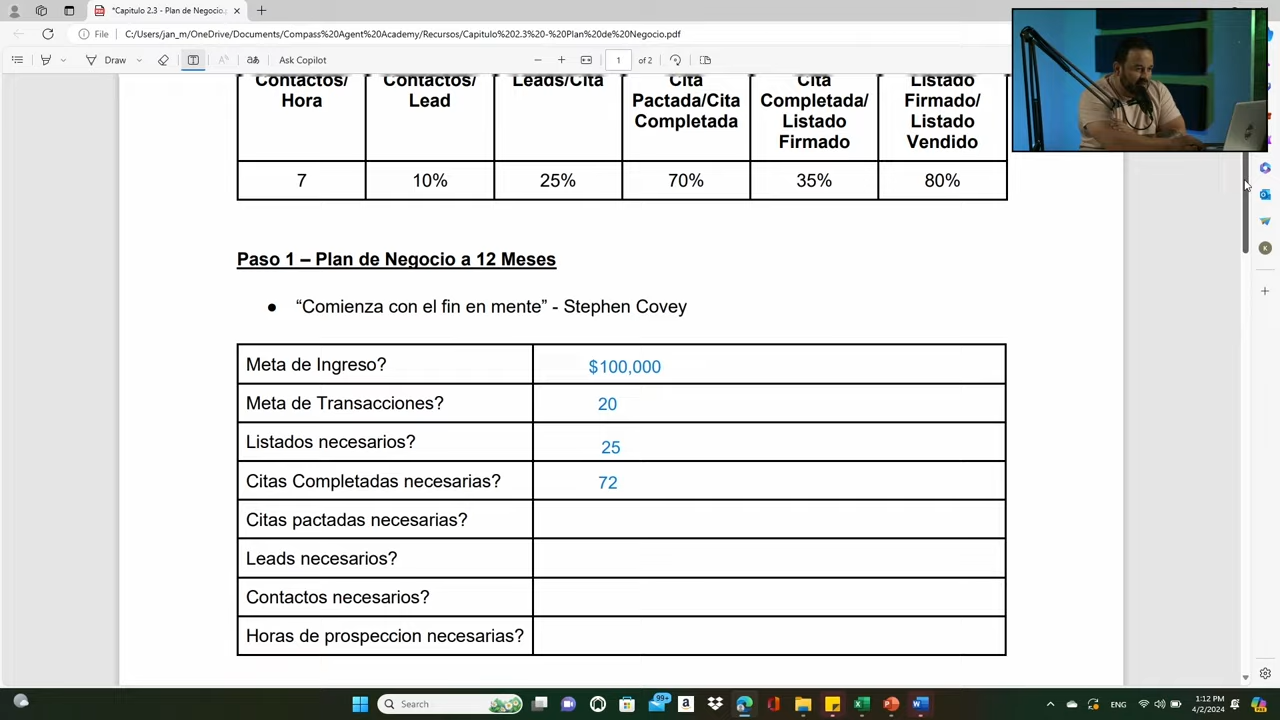 *Capitulo 2.3 - Plan de Negocio.
File
C:/Users/jan_m/OneDrive/Documents/Compass%20Agent%20Academy/Recursos/Capitulo%202.3%20-%20Plan%20de%20Negocio.pdf
Draw
Ask Copilot
1
of 2
Contactos/
Hora
Contactos/
Lead
Leads/Cita
Cita
Pactada/Cita
Completada
Cita
Completada/
Listado
Firmado
Listado
Firmado/
Listado
Vendido
7
10%
25%
70%
35%
80%
Paso 1 – Plan de Negocio a 12 Meses
● “Comienza con el fin en mente” - Stephen Covey
Meta de Ingreso?
$100,000
Meta de Transacciones?
20
Listados necesarios?
25
Citas Completadas necesarias?
72
Citas pactadas necesarias?
Leads necesarios?
Contactos necesarios?
Horas de prospeccion necesarias?
K
Search
99+
ENG
1:12 PM
4/2/2024